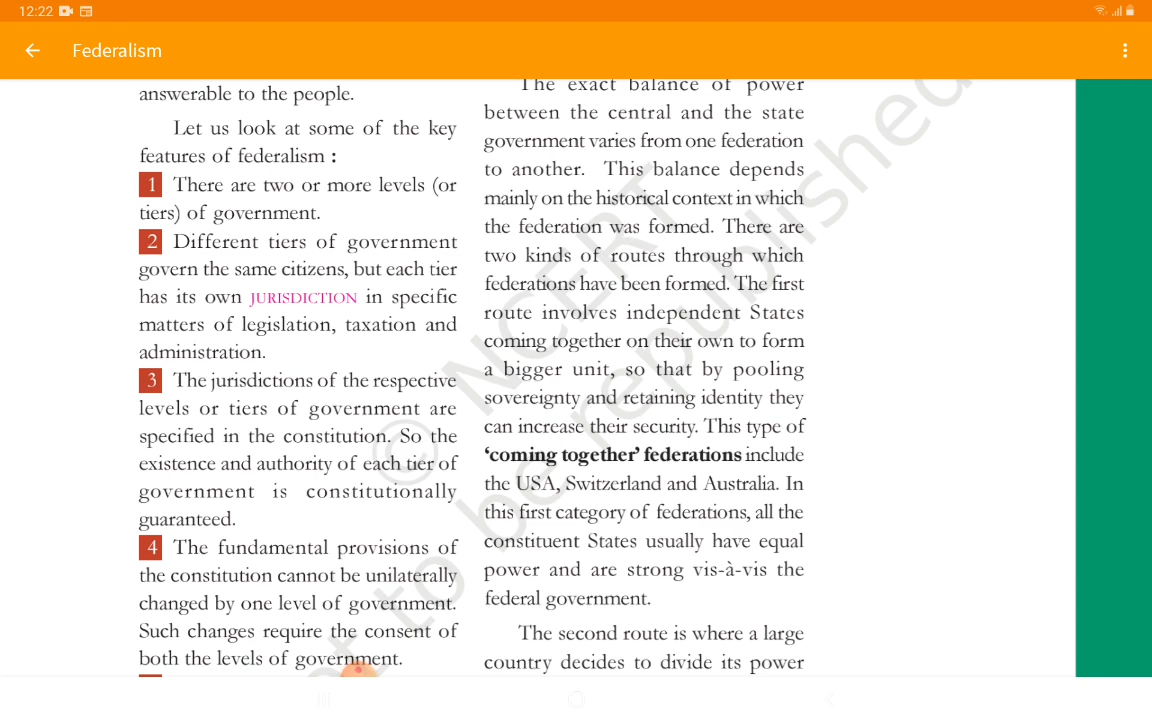 12:22
Federalism
answerable to the people.
Let us look at some of the key
features of federalism :
1 There are two or more levels (or
tiers) of government.
2 Different tiers of government
govern the same citizens, but each tier
has its own JURISDICTION in specific
matters of legislation, taxation and
administration.
3 The jurisdictions of the respective
levels or tiers of government are
specified in the constitution. So the
existence and authority of each tier of
government is constitutionally
guaranteed.
4 The fundamental provisions of
the constitution cannot be unilaterally
changed by one level of government.
Such changes require the consent of
both the levels of government.
The exact balance of power
between the central and the state
government varies from one federation
to another. This balance depends
mainly on the historical context in which
the federation was formed. There are
two kinds of routes through which
federations have been formed. The first
route involves independent States
coming together on their own to form
a bigger unit, so that by pooling
sovereignty and retaining identity they
can increase their security. This type of
‘coming together’ federations include
the USA, Switzerland and Australia. In
this first category of federations, all the
constituent States usually have equal
power and are strong vis-à-vis the
federal government.
The second route is where a large
country decides to divide its power
© NCERT
to be republished